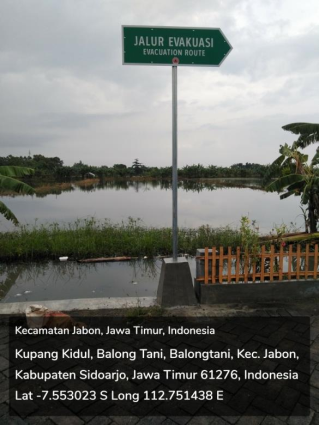 JALUR EVAKUASI
EVACUATION ROUTE
Kecamatan Jabon, Jawa Timur, Indonesia
Kupang Kidul, Balong Tani, Balongtani, Kec. Jabon,
Kabupaten Sidoarjo, Jawa Timur 61276, Indonesia
Lat -7.553023 S Long 112.751438 E